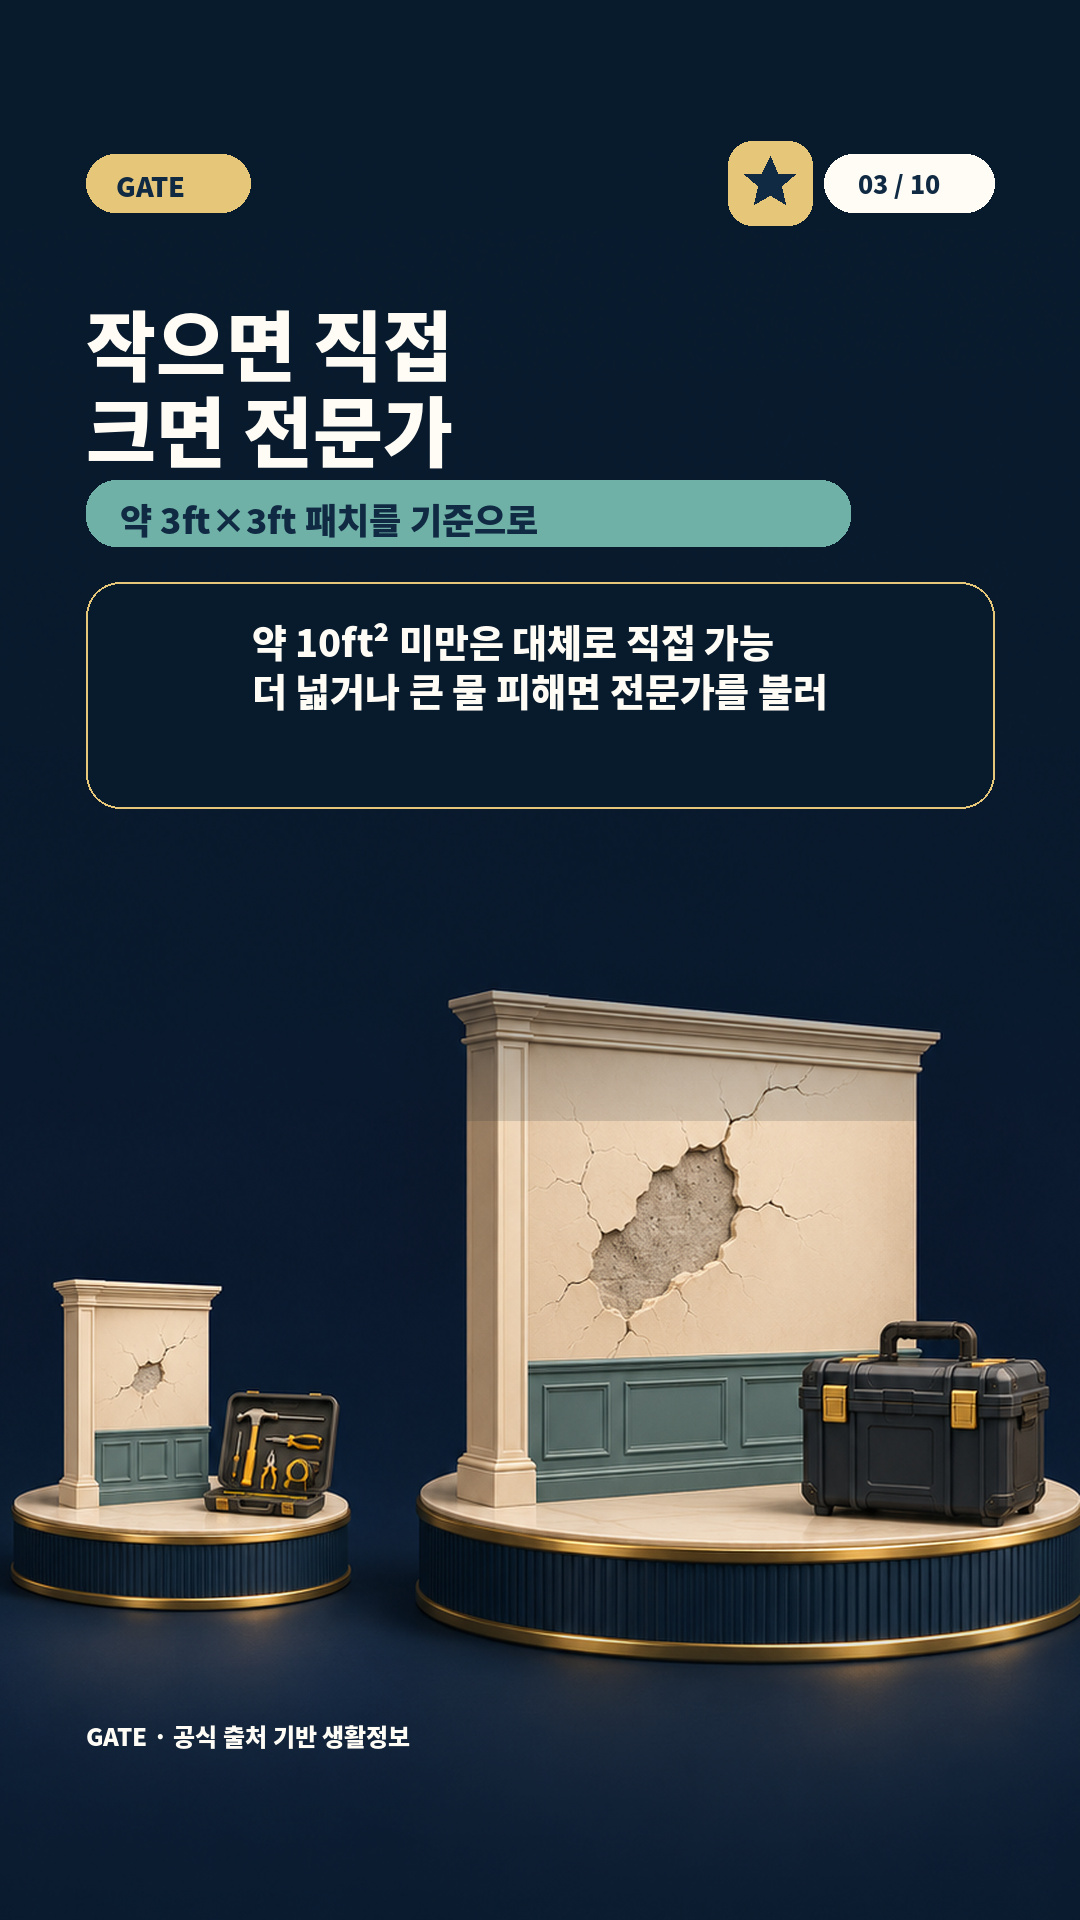 GATE
03 / 10
작으면 직접
크면 전문가
약 3ft×3ft 패치를 기준으로
약 10ft² 미만은 대체로 직접 가능
더 넓거나 큰 물 피해면 전문가를 불러
GATE · 공식 출처 기반 생활정보